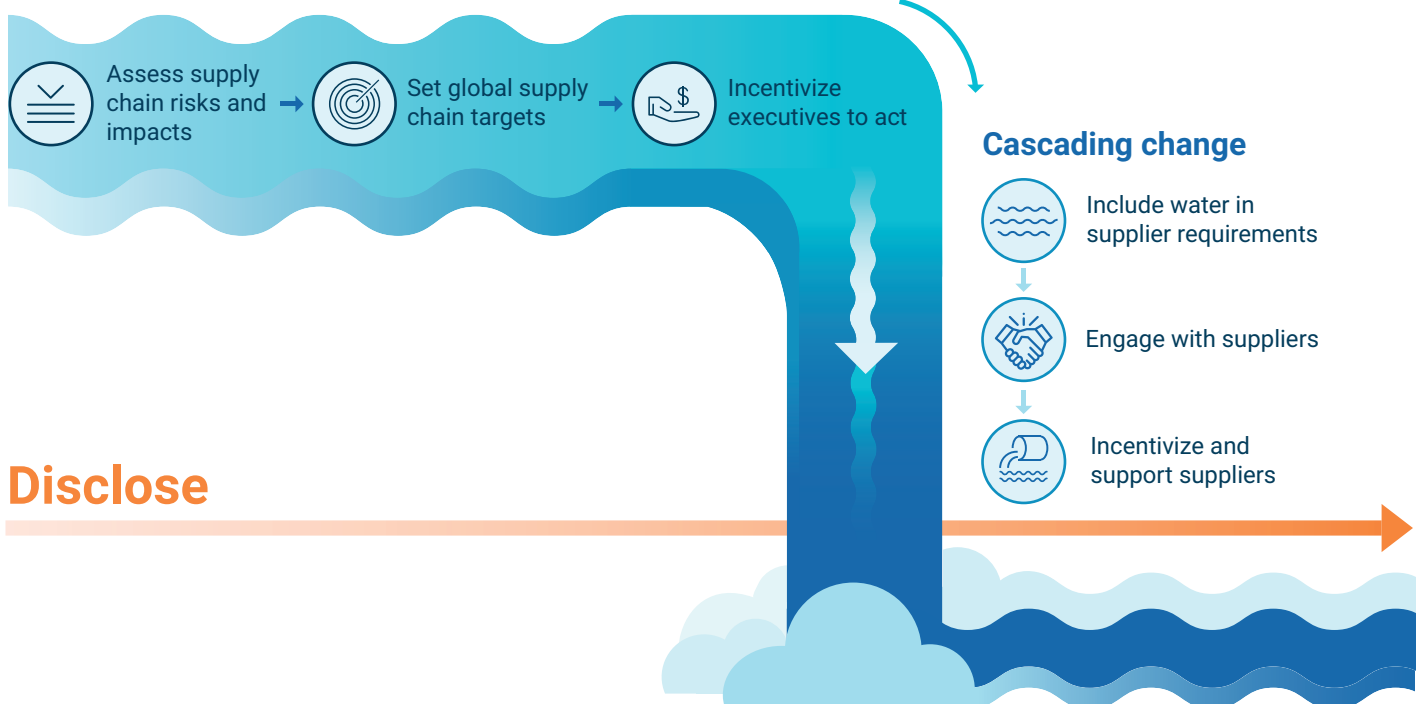 Assess supply
chain risks and
impacts
Set global supply
chain targets
$
Incentivize
executives to act
Cascading change
Include water in
supplier requirements
Engage with suppliers
Incentivize and
support suppliers
Disclose